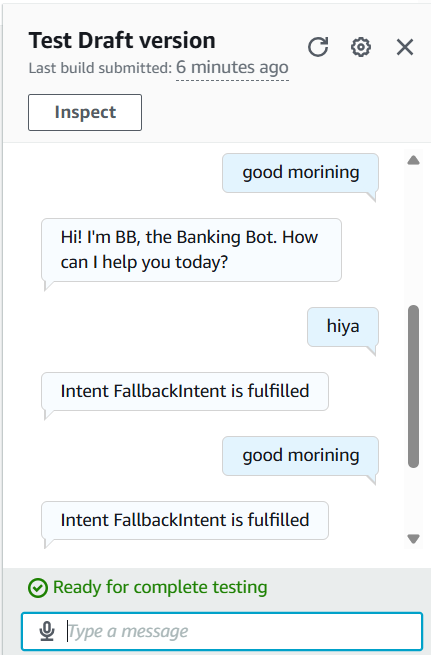 Test Draft version
Last build submitted: 6 minutes ago
Inspect
good morining
Hi! I'm BB, the Banking Bot. How
can I help you today?
hiya
Intent FallbackIntent is fulfilled
good morining
Intent FallbackIntent is fulfilled
Ready for complete testing
Type a message